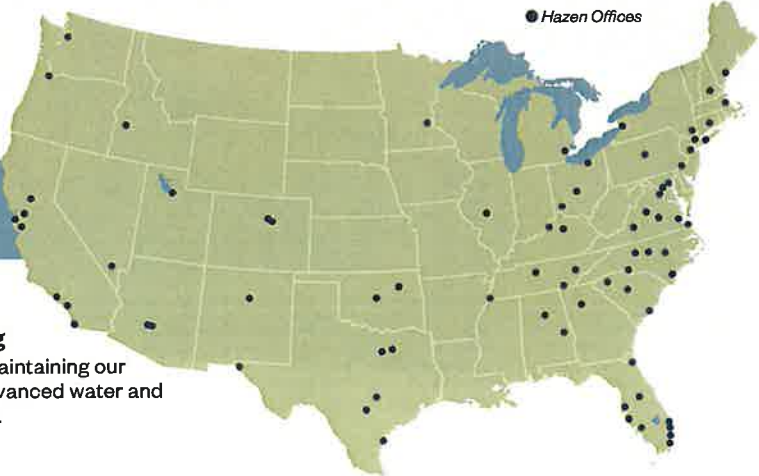 Hazen Offices
g
aintaining our
vanced water and
.